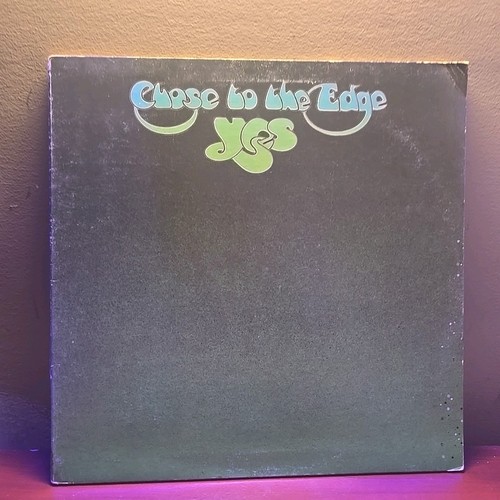 Close to the Edge
Yes